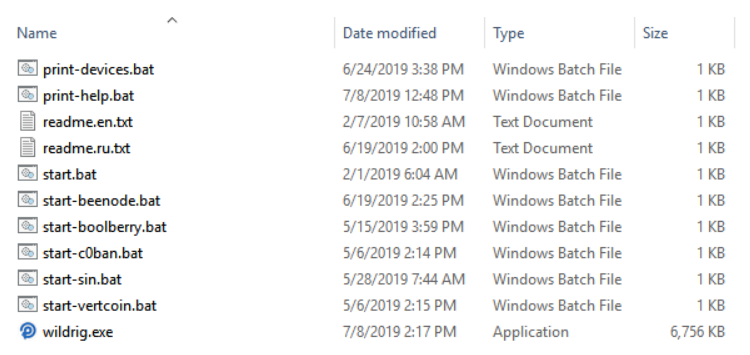 Name Date modified Type Size
print-devices.bat 6/24/2019 3:38 PM Windows Batch File 1 KB
print-help.bat 7/8/2019 12:48 PM Windows Batch File 1 KB
readme.en.txt 2/7/2019 10:58 AM Text Document 1 KB
readme.ru.txt 6/19/2019 2:00 PM Text Document 1 KB
start.bat 2/1/2019 6:04 AM Windows Batch File 1 KB
start-beenode.bat 6/19/2019 2:25 PM Windows Batch File 1 KB
start-boolberry.bat 5/15/2019 3:59 PM Windows Batch File 1 KB
start-c0ban.bat 5/6/2019 2:14 PM Windows Batch File 1 KB
start-sin.bat 5/28/2019 7:44 AM Windows Batch File 1 KB
start-vertcoin.bat 5/6/2019 2:15 PM Windows Batch File 1 KB
wildrig.exe 7/8/2019 2:17 PM Application 6,756 KB